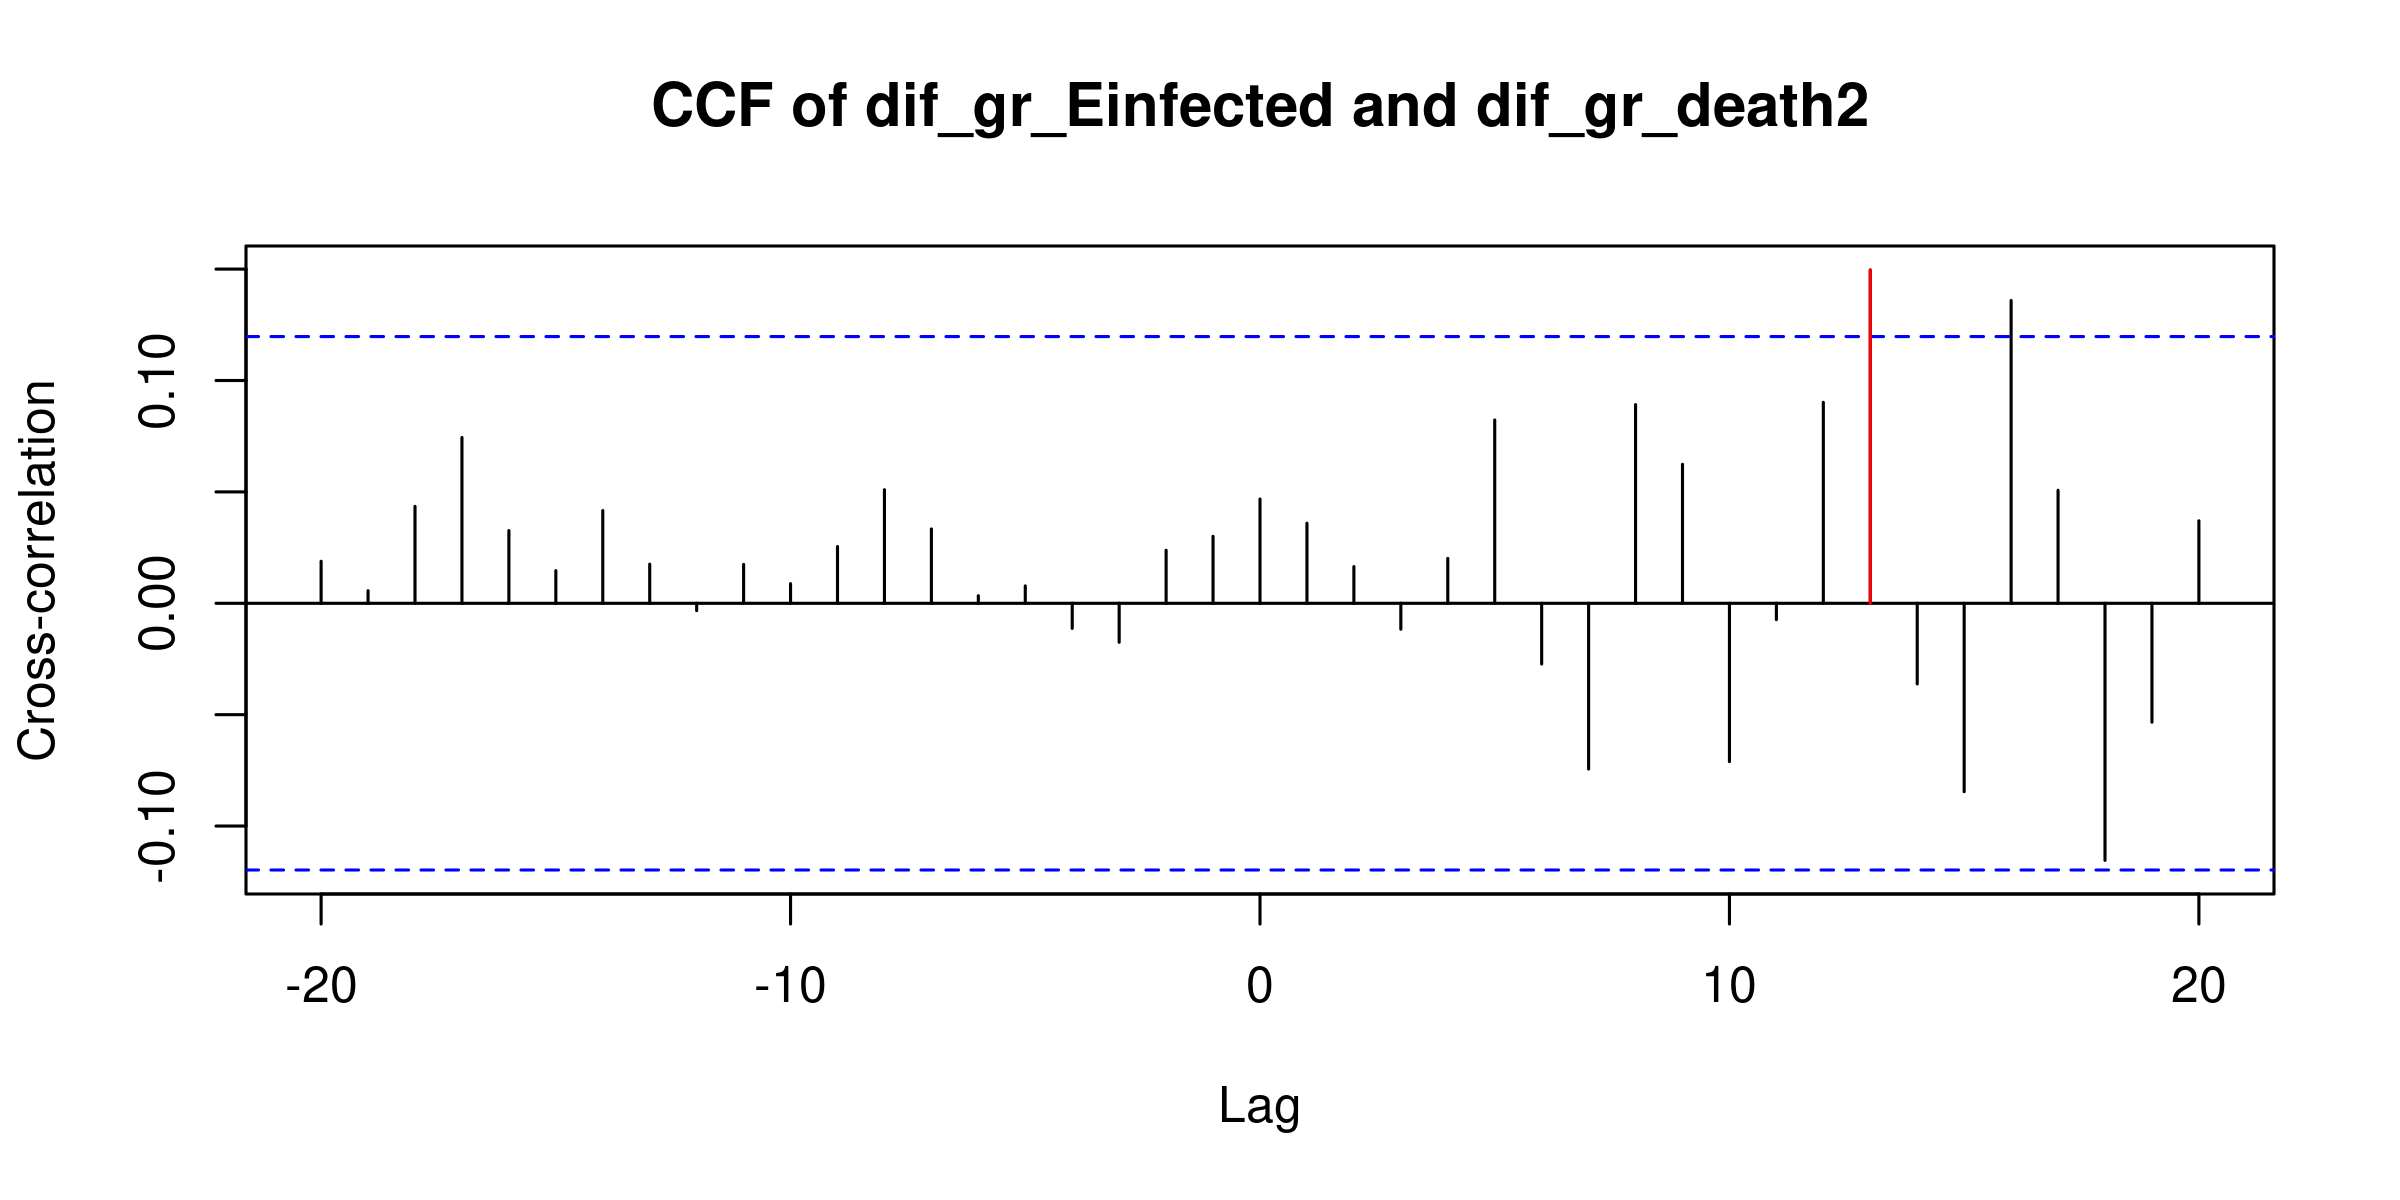 CCF of dif_gr_Einfected and dif_gr_death2
Cross-correlation
0.10
0.00
-0.10
-20 -10 0 10 20
Lag